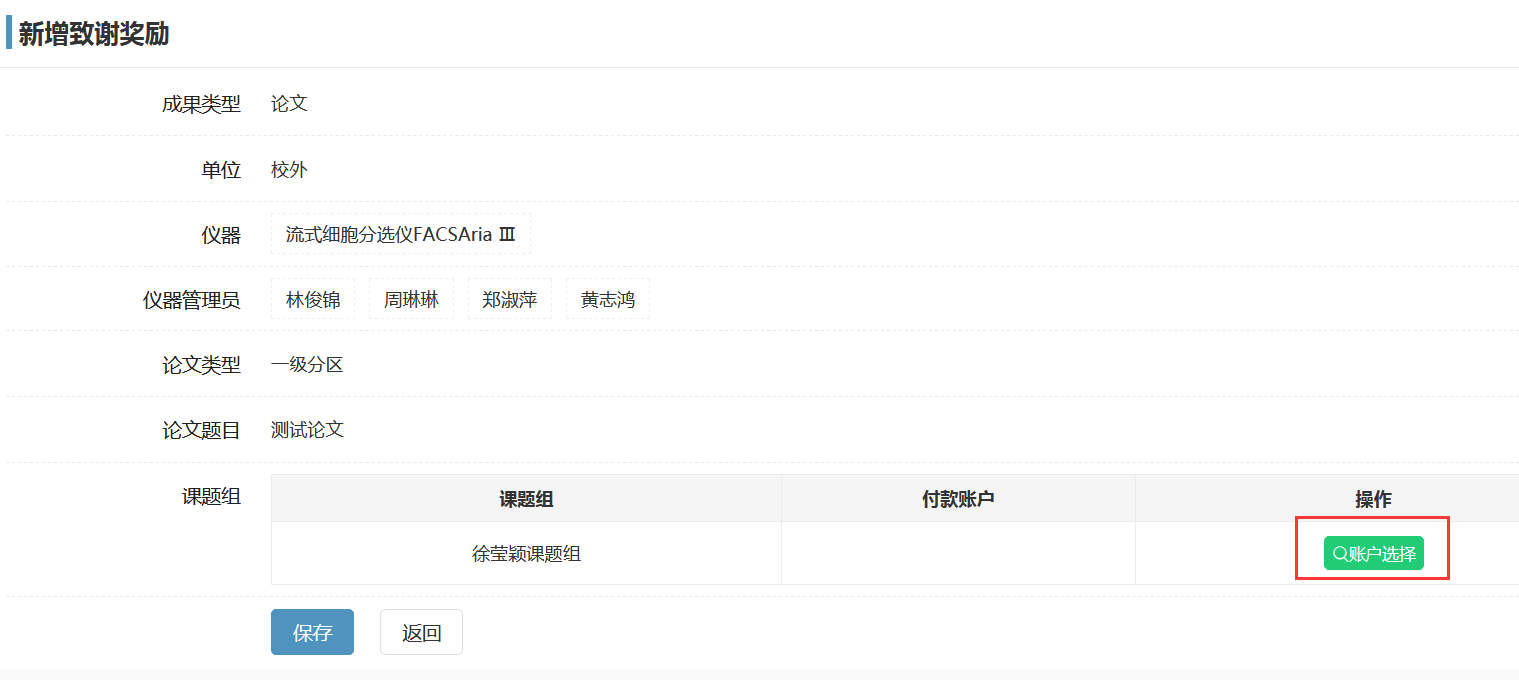 新增致谢奖励
成果类型 论文
单位 校外
仪器 流式细胞分选仪FACSAria Ⅲ
仪器管理员 林俊锦 周琳琳 郑淑萍 黄志鸿
论文类型 一级分区
论文题目 测试论文
课题组 课题组 付款账户 操作
徐莹颖课题组 账户选择
保存 返回